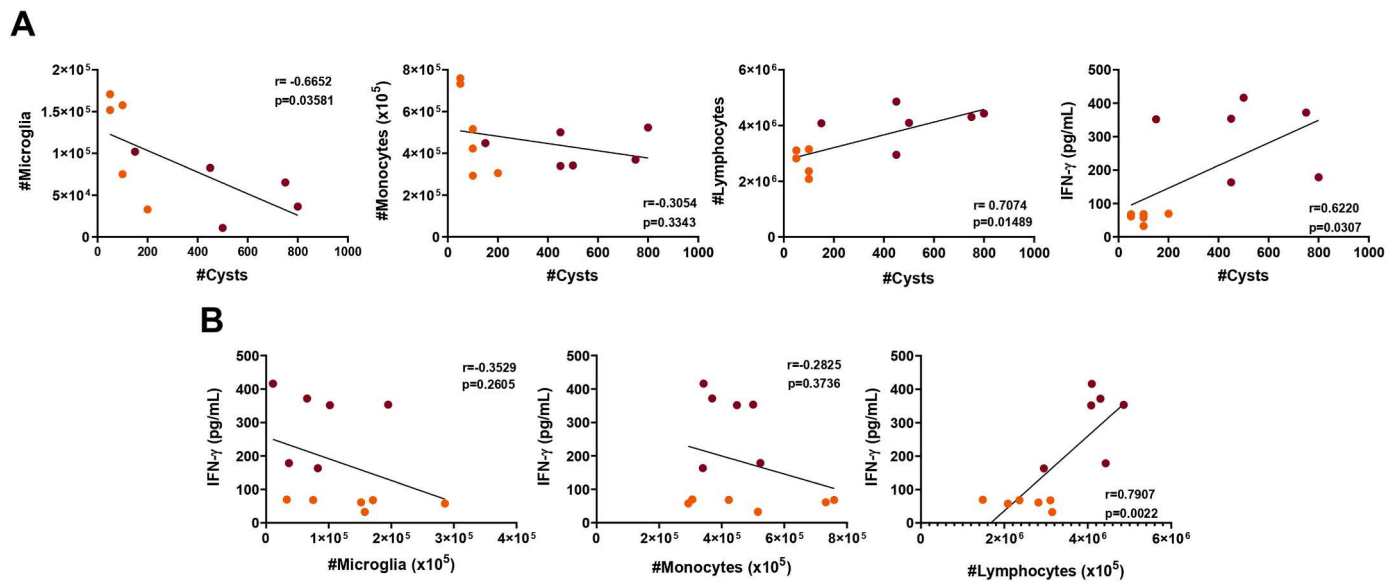 A
#Microglia
2×10⁵
1.5×10⁵
1×10⁵
5×10⁴
0
0 200 400 600 800 1000
#Cysts
r= -0.6652
p=0.03581
#Monocytes (x10⁵)
8×10⁵
6×10⁵
4×10⁵
2×10⁵
0
0 200 400 600 800 1000
#Cysts
r=-0.3054
p=0.3343
#Lymphocytes
6×10⁶
4×10⁶
2×10⁶
0
0 200 400 600 800 1000
#Cysts
r= 0.7074
p=0.01489
IFN-γ (pg/mL)
500
400
300
200
100
0
0 200 400 600 800 1000
#Cysts
r=0.6220
p=0.0307
B
IFN-γ (pg/mL)
500
400
300
200
100
0
0 1×10⁵ 2×10⁵ 3×10⁵ 4×10⁵
#Microglia (x10⁵)
r=-0.3529
p=0.2605
IFN-γ (pg/mL)
500
400
300
200
100
0
0 2×10⁵ 4×10⁵ 6×10⁵ 8×10⁵
#Monocytes (x10⁵)
r=-0.2825
p=0.3736
IFN-γ (pg/mL)
500
400
300
200
100
0
0 2×10⁶ 4×10⁶ 6×10⁶
#Lymphocytes (x10⁵)
r=0.7907
p=0.0022